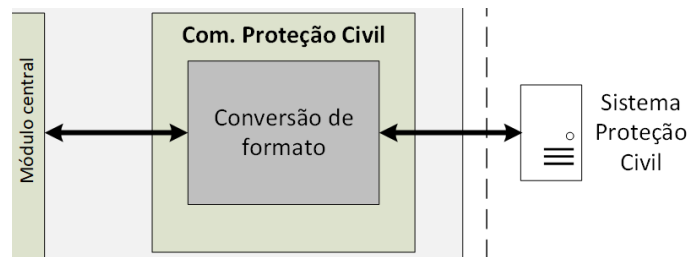 Módulo central
Com. Proteção Civil
Conversão de
formato
Sistema
Proteção
Civil